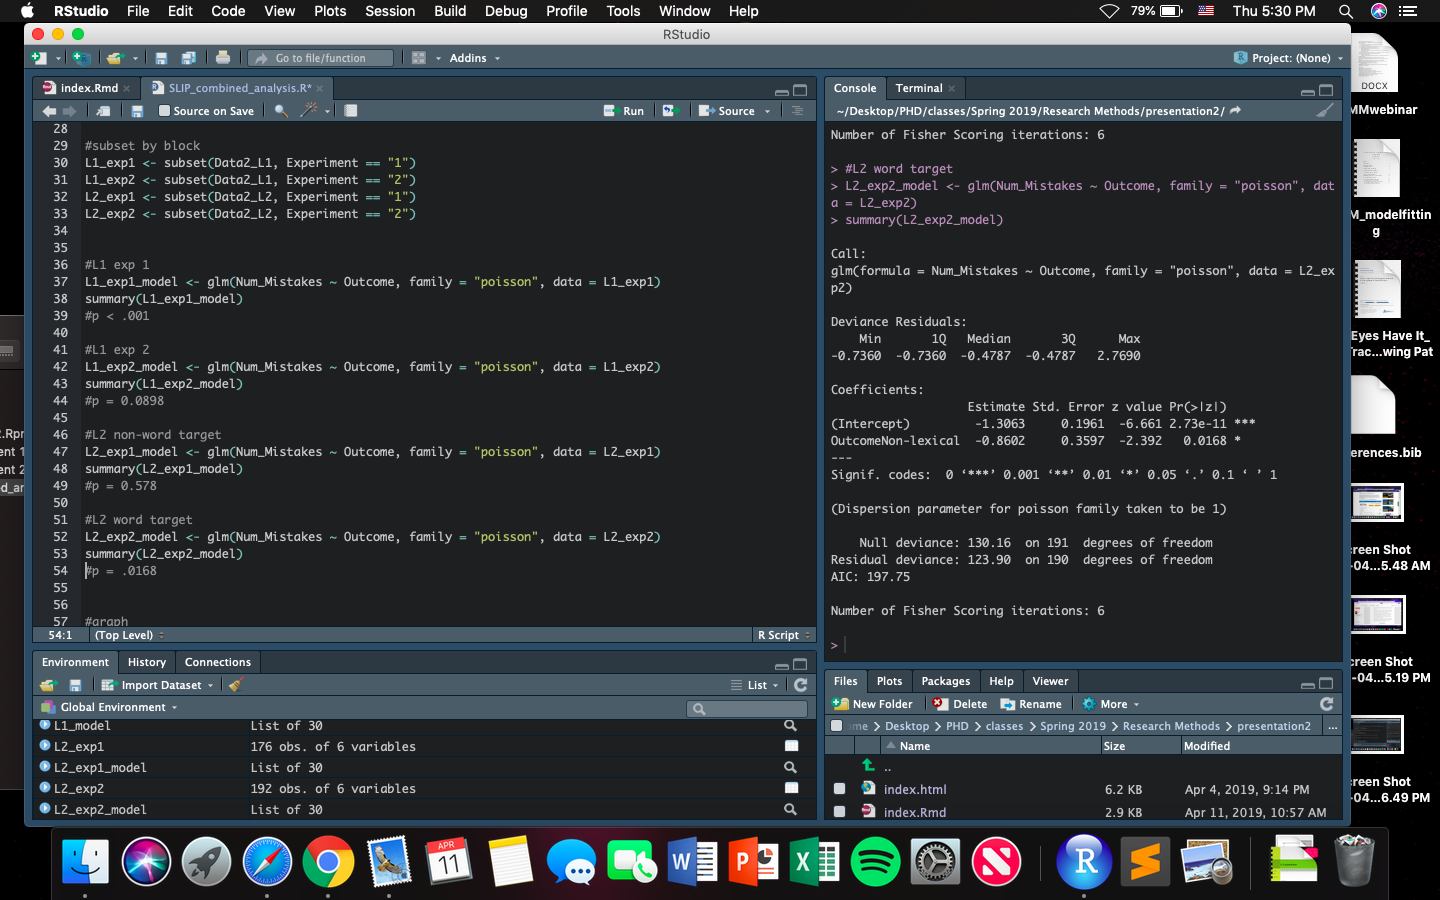 RStudio File Edit Code View Plots Session Build Debug Profile Tools Window Help 79% Thu 5:30 PM
RStudio
Go to file/function Addins Project: (None)
index.Rmd SLIP_combined_analysis.R*
Source on Save Run Source
28
29 #subset by block
30 L1_exp1 <- subset(Data2_L1, Experiment == "1")
31 L1_exp2 <- subset(Data2_L1, Experiment == "2")
32 L2_exp1 <- subset(Data2_L2, Experiment == "1")
33 L2_exp2 <- subset(Data2_L2, Experiment == "2")
34
35
36 #L1 exp 1
37 L1_exp1_model <- glm(Num_Mistakes ~ Outcome, family = "poisson", data = L1_exp1)
38 summary(L1_exp1_model)
39 #p < .001
40
41 #L1 exp 2
42 L1_exp2_model <- glm(Num_Mistakes ~ Outcome, family = "poisson", data = L1_exp2)
43 summary(L1_exp2_model)
44 #p = 0.0898
45
46 #L2 non-word target
47 L2_exp1_model <- glm(Num_Mistakes ~ Outcome, family = "poisson", data = L2_exp1)
48 summary(L2_exp1_model)
49 #p = 0.578
50
51 #L2 word target
52 L2_exp2_model <- glm(Num_Mistakes ~ Outcome, family = "poisson", data = L2_exp2)
53 summary(L2_exp2_model)
54 #p = .0168
55
56
57 #graph
54:1 (Top Level) R Script
Environment History Connections
Import Dataset List
Global Environment
L1_model List of 30
L2_exp1 176 obs. of 6 variables
L2_exp1_model List of 30
L2_exp2 192 obs. of 6 variables
L2_exp2_model List of 30
Console Terminal
~/Desktop/PHD/classes/Spring 2019/Research Methods/presentation2/
Number of Fisher Scoring iterations: 6
> #L2 word target
> L2_exp2_model <- glm(Num_Mistakes ~ Outcome, family = "poisson", dat
a = L2_exp2)
> summary(L2_exp2_model)
Call:
glm(formula = Num_Mistakes ~ Outcome, family = "poisson", data = L2_ex
p2)
Deviance Residuals:
Min 1Q Median 3Q Max
-0.7360 -0.7360 -0.4787 -0.4787 2.7690
Coefficients:
Estimate Std. Error z value Pr(>|z|)
(Intercept) -1.3063 0.1961 -6.661 2.73e-11 ***
OutcomeNon-lexical -0.8602 0.3597 -2.392 0.0168 *
---
Signif. codes: 0 ‘***’ 0.001 ‘**’ 0.01 ‘*’ 0.05 ‘.’ 0.1 ‘ ’ 1
(Dispersion parameter for poisson family taken to be 1)
Null deviance: 130.16 on 191 degrees of freedom
Residual deviance: 123.90 on 190 degrees of freedom
AIC: 197.75
Number of Fisher Scoring iterations: 6
>
Files Plots Packages Help Viewer
New Folder Delete Rename More
ome > Desktop > PHD > classes > Spring 2019 > Research Methods > presentation2 ...
Name Size Modified
..
index.html 6.2 KB Apr 4, 2019, 9:14 PM
index.Rmd 2.9 KB Apr 11, 2019, 10:57 AM
DOCX
MMwebinar
M_modelfittin
g
Eyes Have It_
rac...wing Pat
erences.bib
creen Shot
-04...5.48 AM
creen Shot
-04...5.19 PM
creen Shot
-04...6.49 PM
R.Rpr
ent 1
ent 2
ed_ar
APR
11